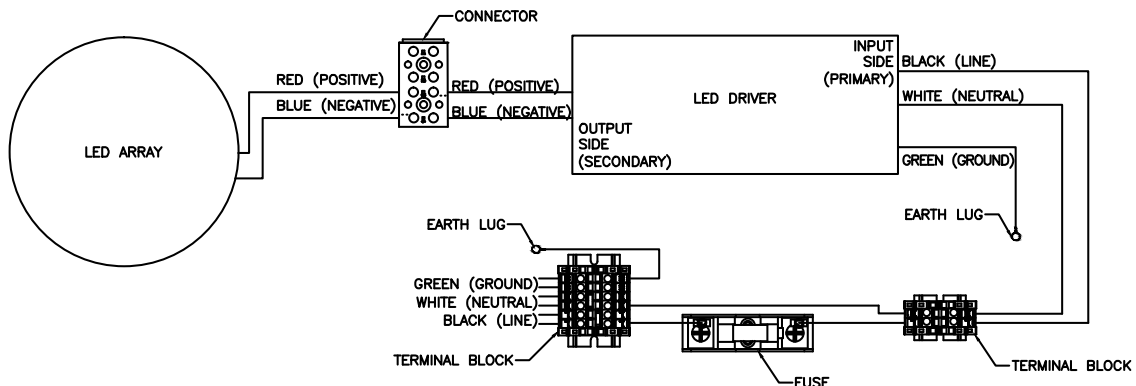 CONNECTOR
RED (POSITIVE)
BLUE (NEGATIVE)
RED (POSITIVE)
BLUE (NEGATIVE)
LED ARRAY
LED DRIVER
INPUT
SIDE
(PRIMARY)
OUTPUT
SIDE
(SECONDARY)
BLACK (LINE)
WHITE (NEUTRAL)
GREEN (GROUND)
EARTH LUG
EARTH LUG
GREEN (GROUND)
WHITE (NEUTRAL)
BLACK (LINE)
TERMINAL BLOCK
FUSE
TERMINAL BLOCK